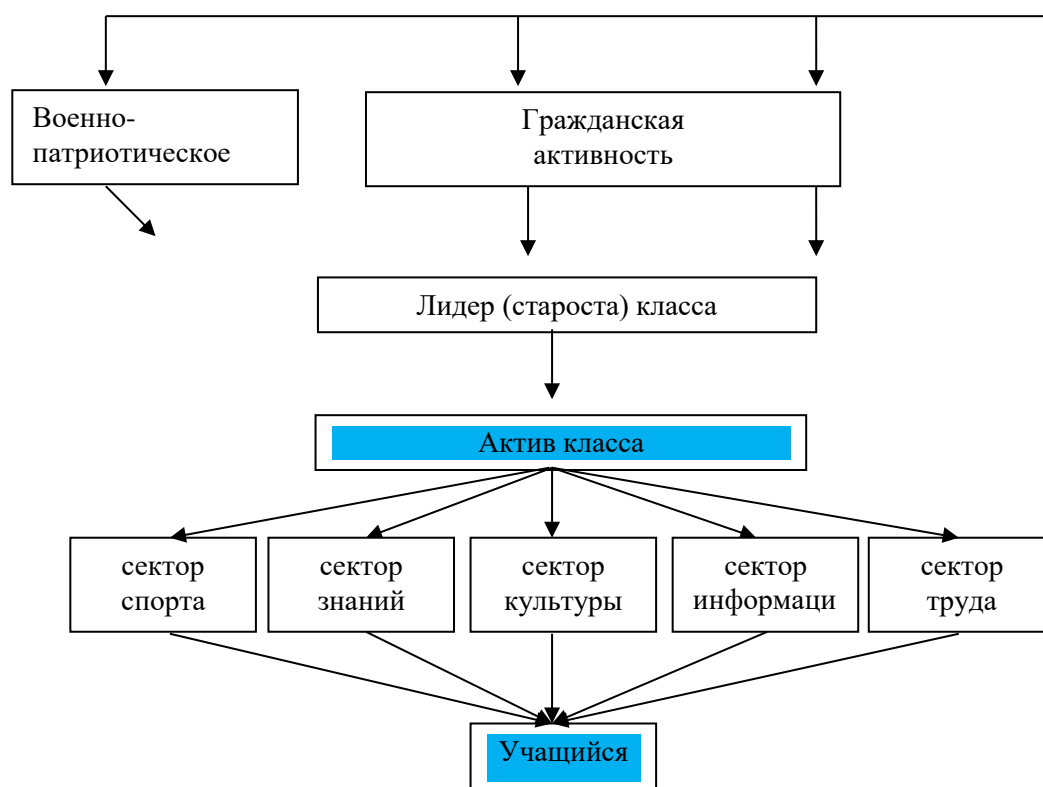 Военно-
патриотическое
Гражданская
активность
Лидер (староста) класса
Актив класса
сектор
спорта
сектор
знаний
сектор
культуры
сектор
информаци
сектор
труда
Учащийся